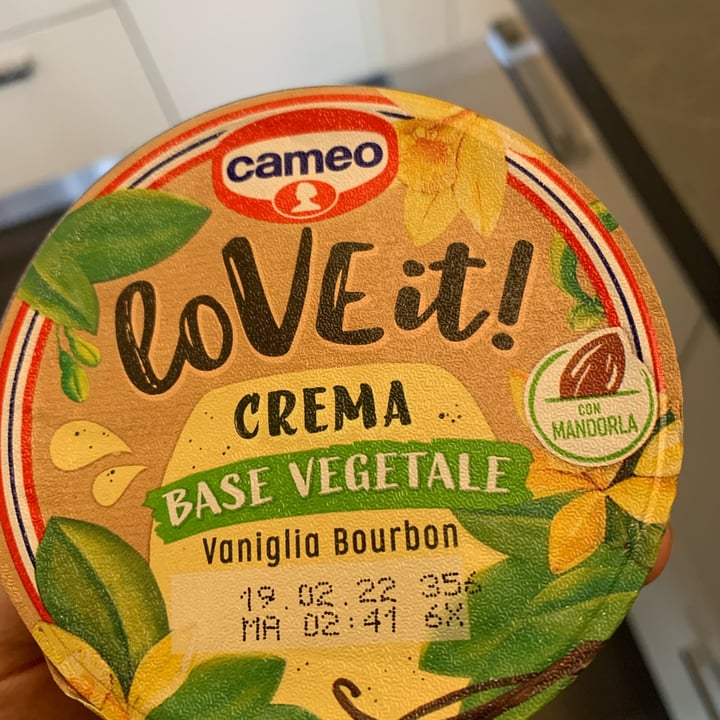 cameo
loVE it!
CREMA
CON
MANDORLA
BASE VEGETALE
Vaniglia Bourbon
19.02.22 356
MA 02:41 6X